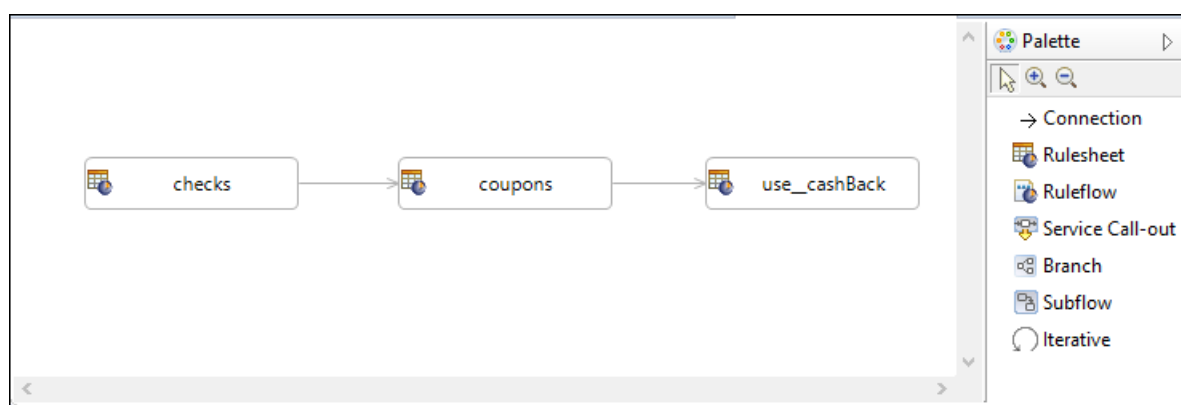 checks
coupons
use__cashBack
Palette
Connection
Rulesheet
Ruleflow
Service Call-out
Branch
Subflow
Iterative